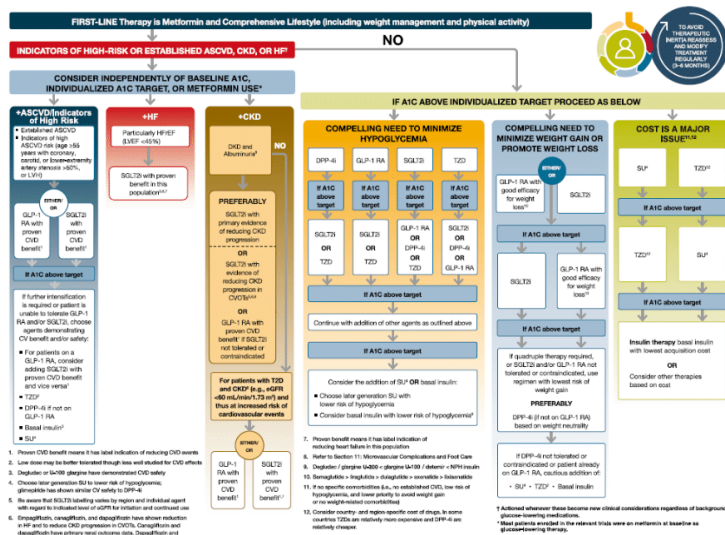 FIRST-LINE Therapy is Metformin and Comprehensive Lifestyle (including weight management and physical activity)
TO AVOID
THERAPEUTIC
INERTIA REASSESS
AND MODIFY
TREATMENT
REGULARLY
(3–6 MONTHS)
INDICATORS OF HIGH-RISK OR ESTABLISHED ASCVD, CKD, OR HF†
NO
CONSIDER INDEPENDENTLY OF BASELINE A1C,
INDIVIDUALIZED A1C TARGET, OR METFORMIN USE*
IF A1C ABOVE INDIVIDUALIZED TARGET PROCEED AS BELOW
+ASCVD/Indicators
of High Risk
Established ASCVD
Indicators of high
ASCVD risk (age >55
years with coronary,
carotid, or lower-extremity
artery stenosis >50%,
or LVH)
EITHER/
OR
GLP-1
RA with
proven CVD
benefit1
SGLT2i
with
proven CVD
benefit1
If A1C above target
If further intensification
is required or patient is
unable to tolerate GLP-1
RA and/or SGLT2i, choose
agents demonstrating
CV benefit and/or safety:
For patients on a
GLP-1 RA, consider
adding SGLT2i with
proven CVD benefit
and vice versa1
TZD2
DPP-4i if not on
GLP-1 RA
Basal insulin3
SU4
+HF
Particularly HFrEF
(LVEF <45%)
SGLT2i with proven
benefit in this
population
+CKD
CKD and
Albuminuria8
NO
PREFERABLY
SGLT2i with
primary evidence
of reducing CKD
progression
OR
SGLT2i with
evidence of
reducing CKD
progression in
CVOTs
OR
GLP-1 RA with
proven CVD
benefit1 if SGLT2i
not tolerated or
contraindicated
For patients with T2D
and CKD8 (e.g., eGFR
<60 mL/min/1.73 m2) and
thus at increased risk of
cardiovascular events
EITHER/
OR
GLP-1
RA with
proven CVD
benefit1
SGLT2i
with
proven CVD
benefit1,7
COMPELLING NEED TO MINIMIZE
HYPOGLYCEMIA
DPP-4i GLP-1 RA SGLT2i TZD
If A1C
above
target
If A1C
above
target
If A1C
above
target
If A1C
above
target
SGLT2i
OR
TZD
SGLT2i
OR
TZD
GLP-1 RA
OR
DPP-4i
OR
TZD
SGLT2i
OR
DPP-4i
OR
GLP-1 RA
If A1C above target
Continue with addition of other agents as outlined above
If A1C above target
Consider the addition of SU4 OR basal insulin:
Choose later generation SU with
lower risk of hypoglycemia
Consider basal insulin with lower risk of hypoglycemia9
COMPELLING NEED TO
MINIMIZE WEIGHT GAIN OR
PROMOTE WEIGHT LOSS
EITHER/
OR
GLP-1 RA with
good efficacy
for weight
loss10
SGLT2i
If A1C above target
SGLT2i
GLP-1 RA with
good efficacy
for weight
loss10
If A1C above target
If quadruple therapy required,
or SGLT2i and/or GLP-1 RA not
tolerated or contraindicated, use
regimen with lowest risk of
weight gain
PREFERABLY
DPP-4i (if not on GLP-1 RA)
based on weight neutrality
If DPP-4i not tolerated
or contraindicated or patient already
on GLP-1 RA, cautious addition of:
• SU4 • TZD2 • Basal insulin
COST IS A MAJOR
ISSUE11,12
SU4
TZD12
If A1C above target
TZD12
SU4
If A1C above target
Insulin therapy basal insulin
with lowest acquisition cost
OR
Consider other therapies
based on cost
1. Proven CVD benefit means it has label indication of reducing CVD events
2. Low dose may be better tolerated though less well studied for CVD effects
3. Degludec or U-100 glargine have demonstrated CVD safety
4. Choose later generation SU to lower risk of hypoglycemia;
glimepiride has shown similar CV safety to DPP-4i
5. Be aware that SGLT2i labelling varies by region and individual agent
with regard to indicated level of eGFR for initiation and continued use
6. Empagliflozin, canagliflozin, and dapagliflozin have shown reduction
in HF and to reduce CKD progression in CVOTs. Canagliflozin and
dapagliflozin have primary renal outcome data. Dapagliflozin and
7. Proven benefit means it has label indication of
reducing heart failure in this population
8. Refer to Section 11: Microvascular Complications and Foot Care
9. Degludec / glargine U-300 < glargine U-100 / detemir < NPH insulin
10. Semaglutide > liraglutide > dulaglutide > exenatide > lixisenatide
11. If no specific comorbidities (i.e., no established CVD, low risk of
hypoglycemia, and lower priority to avoid weight gain or
no weight-related comorbidities)
12. Consider country- and region-specific cost of drugs. In some
countries TZDs are relatively more expensive and DPP-4i are
relatively cheaper.
† Actioned whenever these become new clinical considerations regardless of background
glucose-lowering medications.
* Most patients enrolled in the relevant trials were on metformin at baseline as
glucose-lowering therapy.